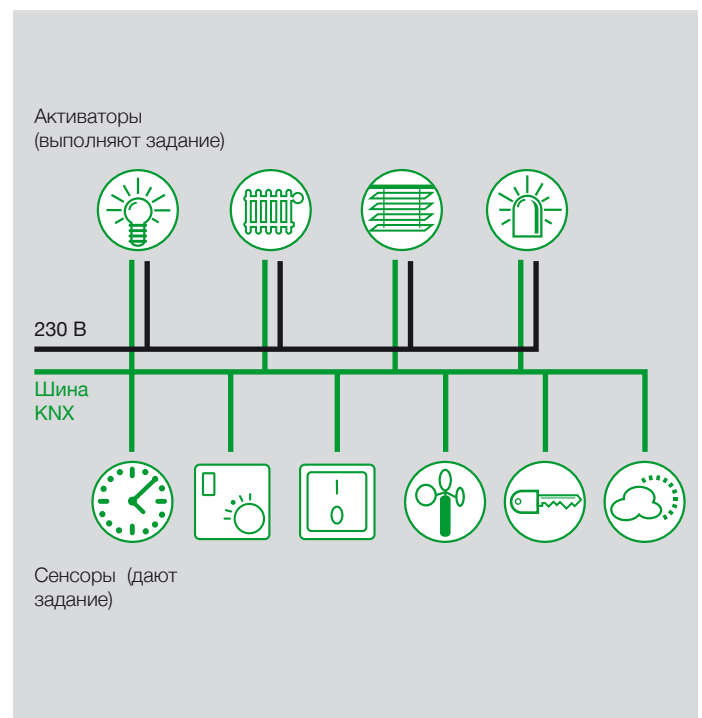 Активаторы
(выполняют задание)
230 В
Шина
KNX
Сенсоры (дают
задание)